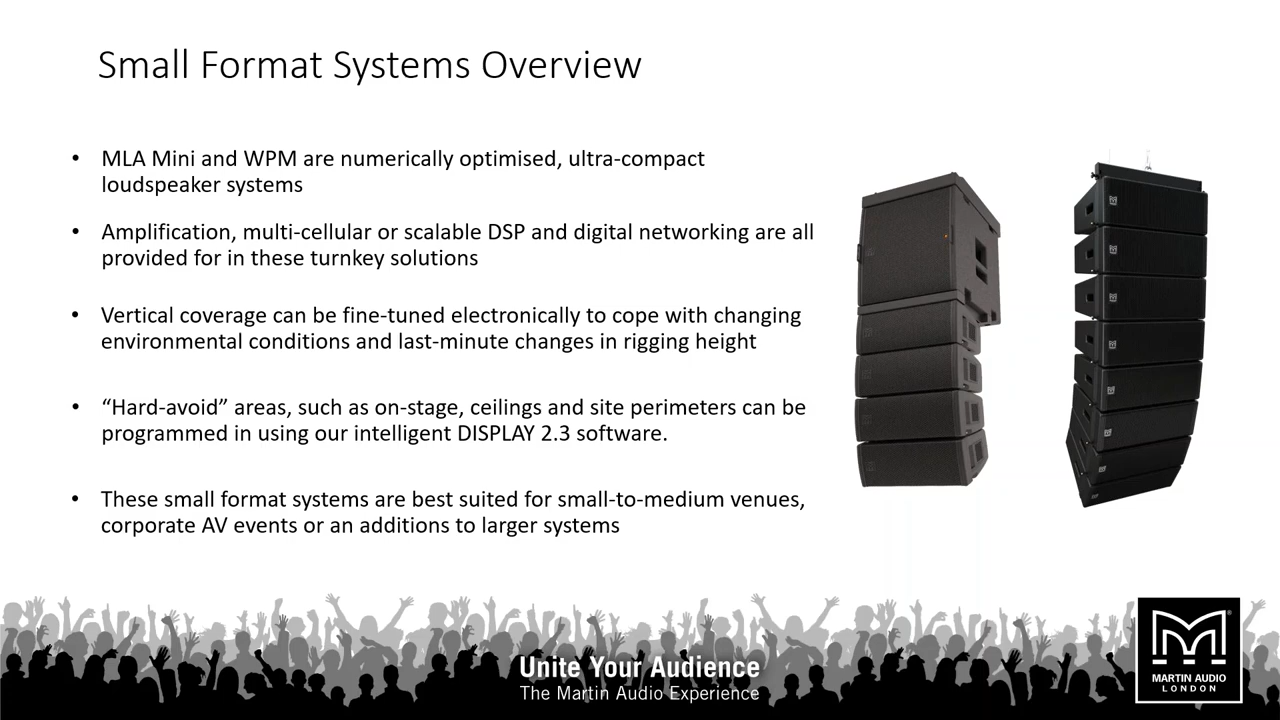 Small Format Systems Overview
• MLA Mini and WPM are numerically optimised, ultra-compact
loudspeaker systems
• Amplification, multi-cellular or scalable DSP and digital networking are all
provided for in these turnkey solutions
• Vertical coverage can be fine-tuned electronically to cope with changing
environmental conditions and last-minute changes in rigging height
• “Hard-avoid” areas, such as on-stage, ceilings and site perimeters can be
programmed in using our intelligent DISPLAY 2.3 software.
• These small format systems are best suited for small-to-medium venues,
corporate AV events or an additions to larger systems
Unite Your Audience
The Martin Audio Experience
®
MARTIN AUDIO
LONDON